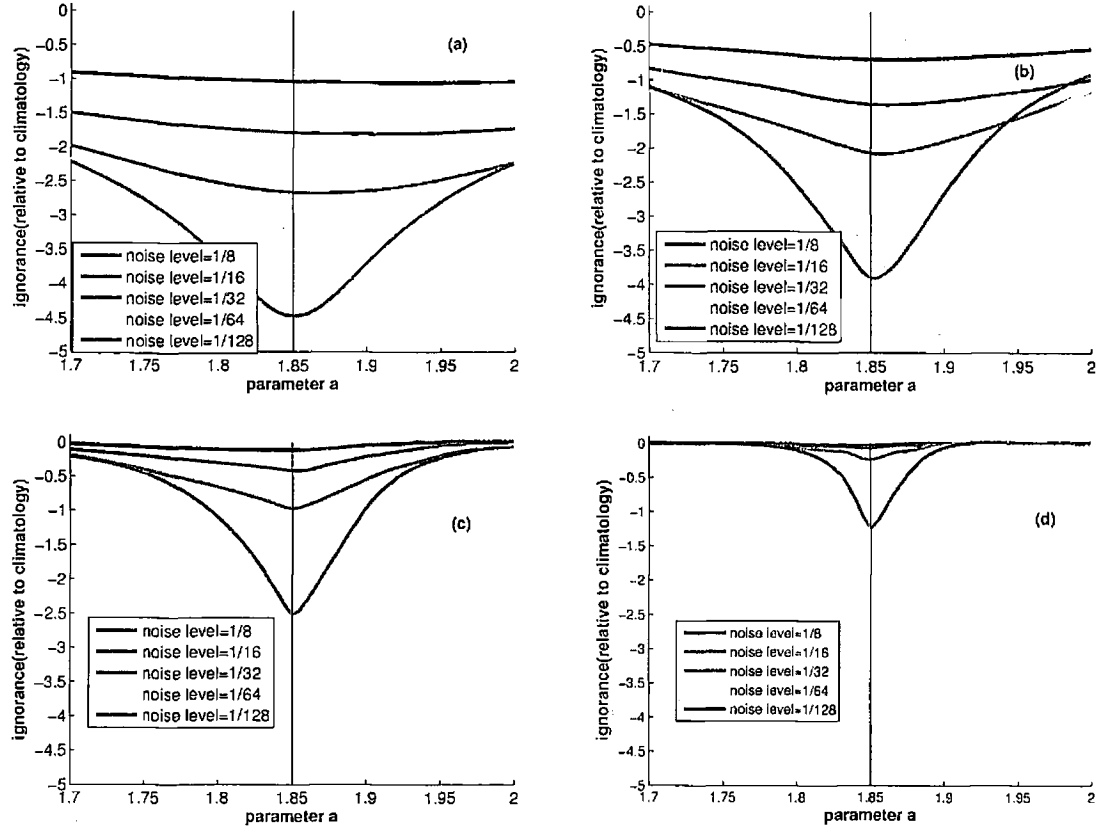 (a)
ignorance(relative to climatology)
0
−0.5
−1
−1.5
−2
−2.5
−3
−3.5
−4
−4.5
−5
noise level=1/8
noise level=1/16
noise level=1/32
noise level=1/64
noise level=1/128
1.7
1.75
1.8
1.85
1.9
1.95
2
parameter a
(b)
ignorance(relative to climatology)
0
−0.5
−1
−1.5
−2
−2.5
−3
−3.5
−4
−4.5
−5
noise level=1/8
noise level=1/16
noise level=1/32
noise level=1/64
noise level=1/128
1.7
1.75
1.8
1.85
1.9
1.95
2
parameter a
(c)
ignorance(relative to climatology)
0
−0.5
−1
−1.5
−2
−2.5
−3
−3.5
−4
−4.5
−5
noise level=1/8
noise level=1/16
noise level=1/32
noise level=1/64
noise level=1/128
1.7
1.75
1.8
1.85
1.9
1.95
2
parameter a
(d)
ignorance(relative to climatology)
0
−0.5
−1
−1.5
−2
−2.5
−3
−3.5
−4
−4.5
−5
noise level=1/8
noise level=1/16
noise level=1/32
noise level=1/64
noise level=1/128
1.7
1.75
1.8
1.85
1.9
1.95
2
parameter a